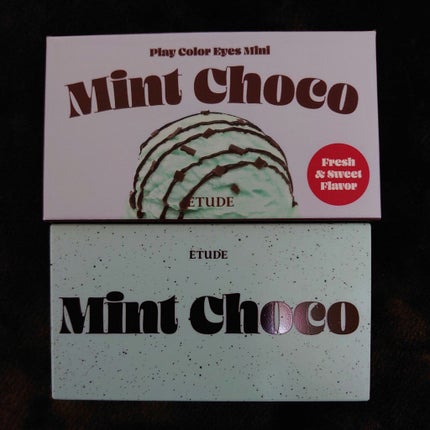 Play Color Eyes Mini
Mint Choco
Fresh
& Sweet
Flavor
ETUDE
ETUDE
Mint Choco